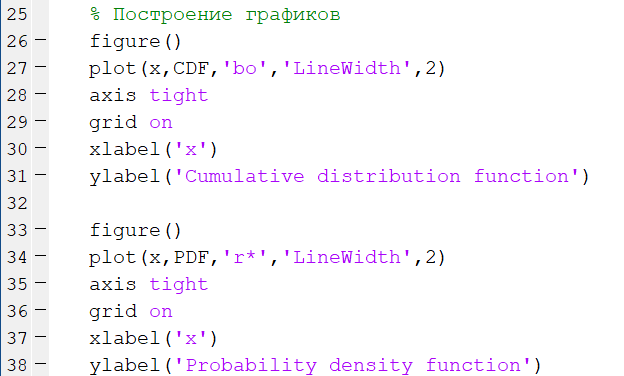 25 % Построение графиков
26 – figure()
27 – plot(x,CDF,'bo','LineWidth',2)
28 – axis tight
29 – grid on
30 – xlabel('x')
31 – ylabel('Cumulative distribution function')
32
33 – figure()
34 – plot(x,PDF,'r*','LineWidth',2)
35 – axis tight
36 – grid on
37 – xlabel('x')
38 – ylabel('Probability density function')